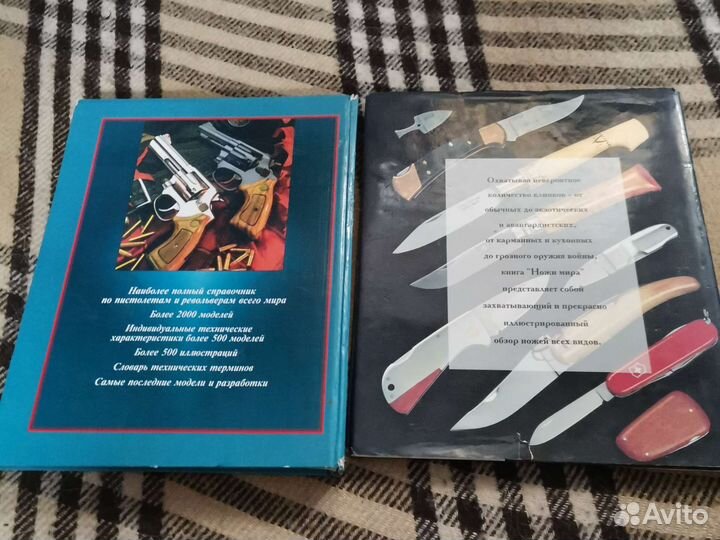 Наиболее полный справочник
по пистолетам и револьверам всего мира
Более 2000 моделей
Индивидуальные технические
характеристики более 500 моделей
Более 500 иллюстраций
Словарь технических терминов
Самые последние модели и разработки
Охватывая невероятное
количество клинков - от
обычных до экзотических
и авангардистских,
от карманных и кухонных
до грозного оружия войны,
книга "Ножи мира"
представляет собой
захватывающий и прекрасно
иллюстрированный
обзор ножей всех видов.
Avito